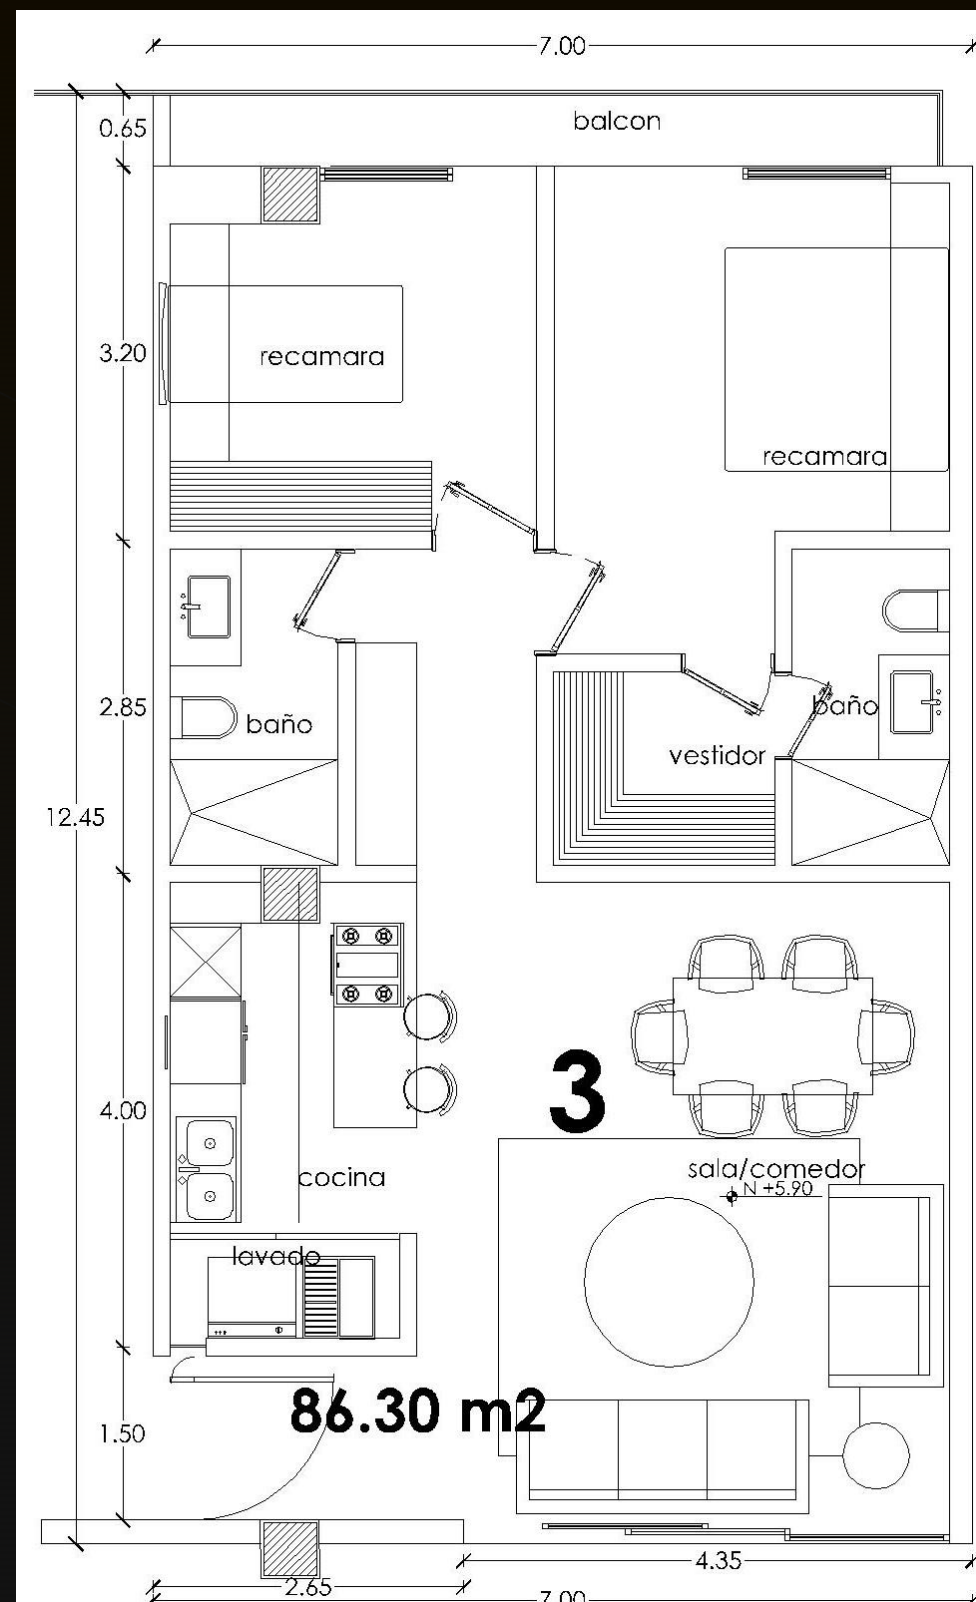 7.00
balcon
0.65
3.20
recamara
recamara
2.85
baño
baño
vestidor
12.45
4.00
3
cocina
sala/comedor
N +5.90
lavado
86.30 m2
1.50
4.35
2.65
7.00